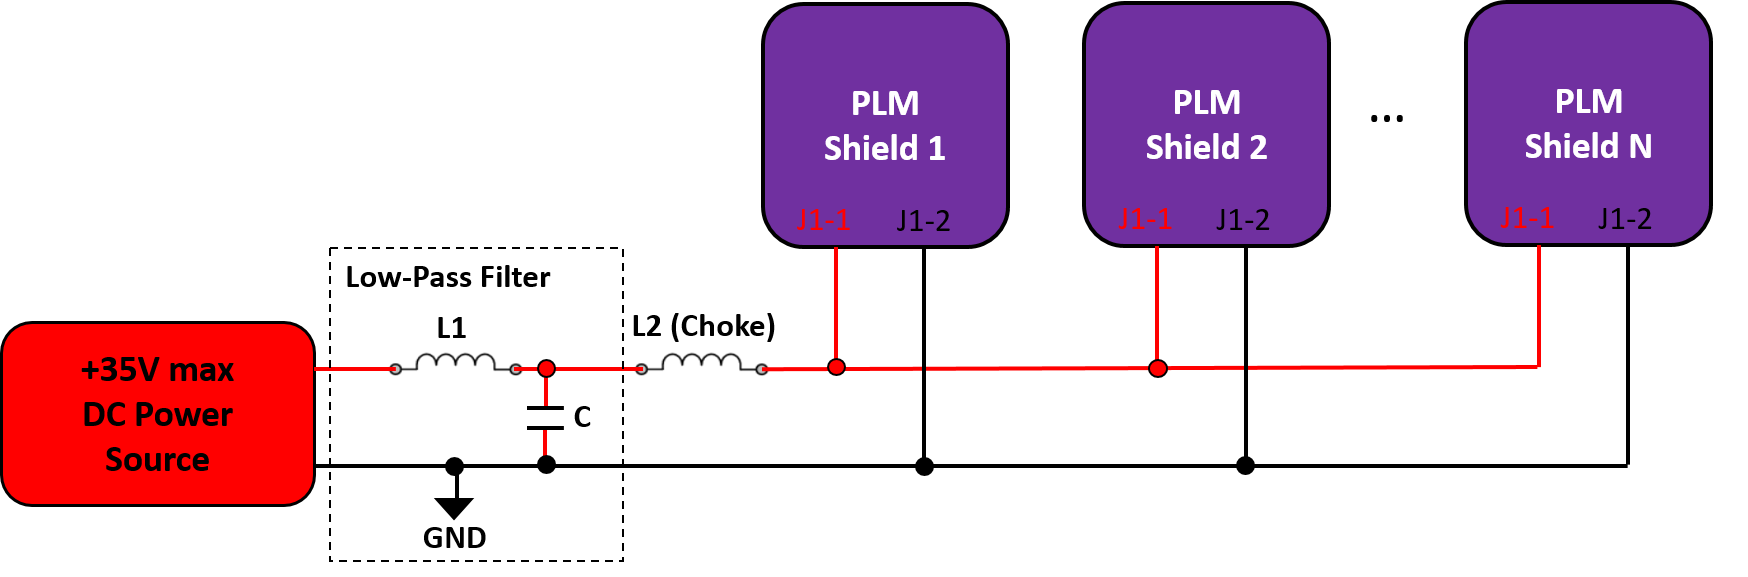 PLM
Shield 1
J1-1 J1-2
PLM
Shield 2
J1-1 J1-2
...
PLM
Shield N
J1-1 J1-2
Low-Pass Filter
L1
L2 (Choke)
+35V max
DC Power
Source
C
GND